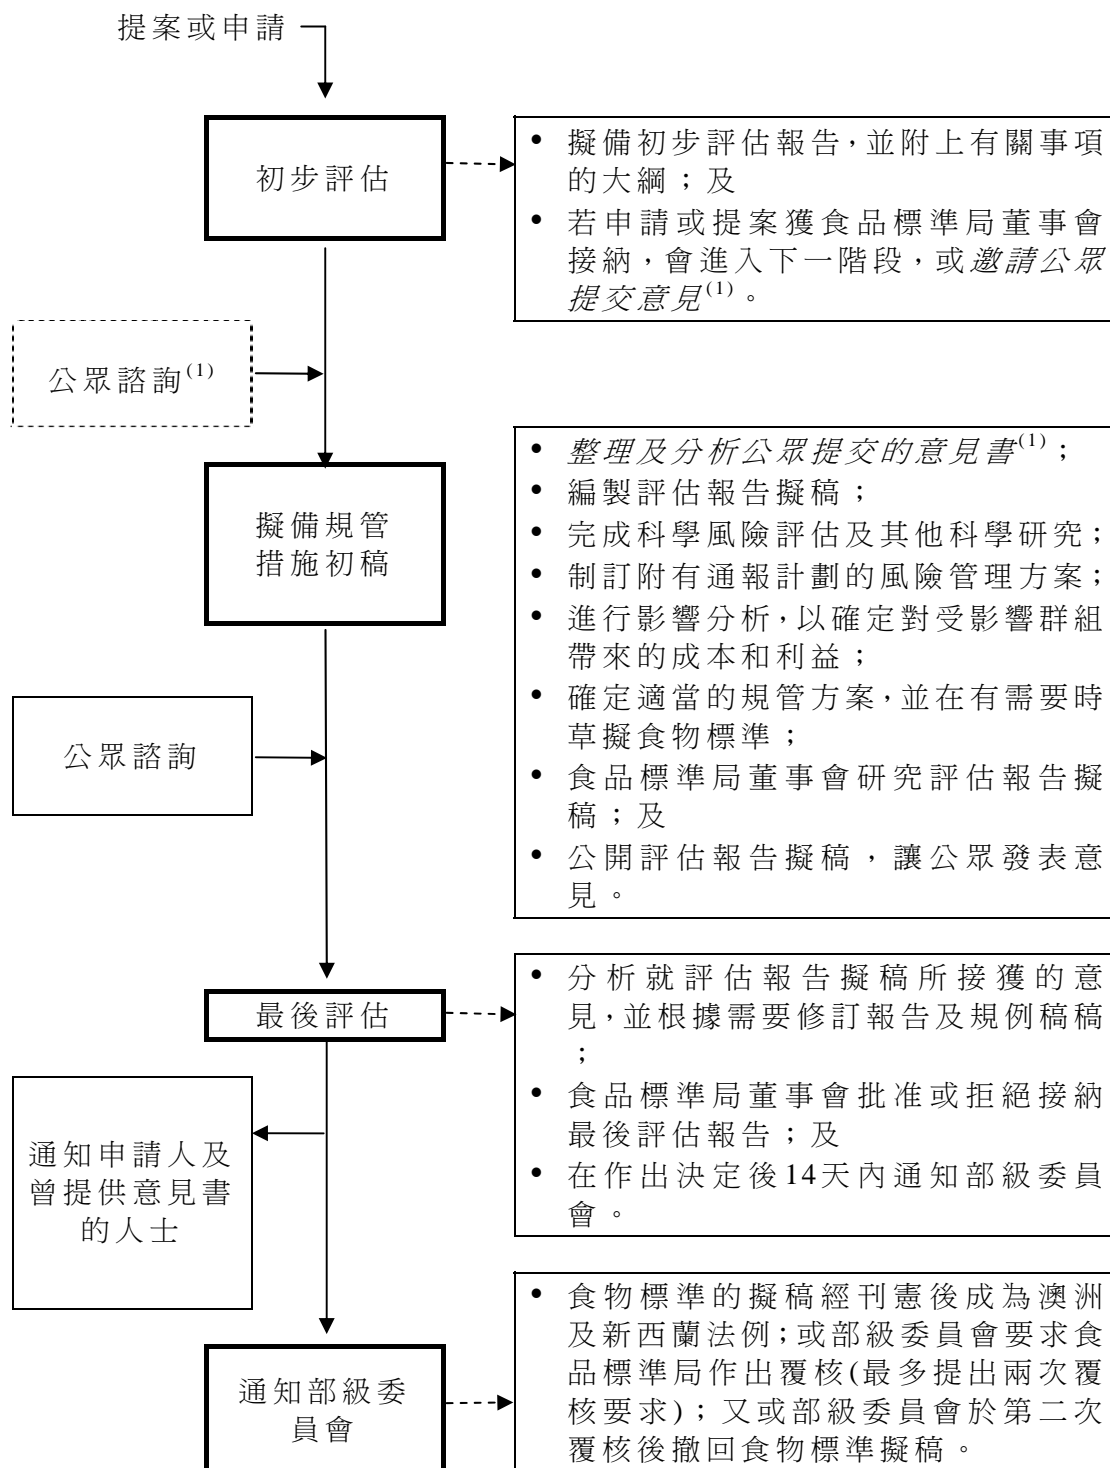 提案或申請
初步評估
• 擬備初步評估報告，並附上有關事項
的大綱；及
• 若申請或提案獲食品標準局董事會
接納，會進入下一階段，或邀請公眾
提交意見(1)。
公眾諮詢(1)
擬備規管
措施初稿
• 整理及分析公眾提交的意見書(1)；
• 編製評估報告擬稿；
• 完成科學風險評估及其他科學研究；
• 制訂附有通報計劃的風險管理方案；
• 進行影響分析，以確定對受影響群組
帶來的成本和利益；
• 確定適當的規管方案，並在有需要時
草擬食物標準；
• 食品標準局董事會研究評估報告擬
稿；及
• 公開評估報告擬稿，讓公眾發表意
見。
公眾諮詢
最後評估
• 分析就評估報告擬稿所接獲的意
見，並根據需要修訂報告及規例稿稿
；
• 食品標準局董事會批准或拒絕接納
最後評估報告；及
• 在作出決定後14天內通知部級委員
會。
通知申請人及
曾提供意見書
的人士
通知部級委
員會
• 食物標準的擬稿經刊憲後成為澳洲
及新西蘭法例；或部級委員會要求食
品標準局作出覆核(最多提出兩次覆
核要求)；又或部級委員會於第二次
覆核後撤回食物標準擬稿。